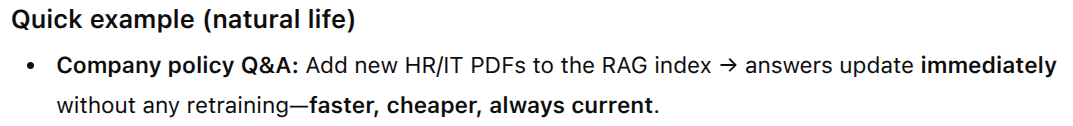 Quick example (natural life)
• Company policy Q&A: Add new HR/IT PDFs to the RAG index → answers update immediately
without any retraining—faster, cheaper, always current.